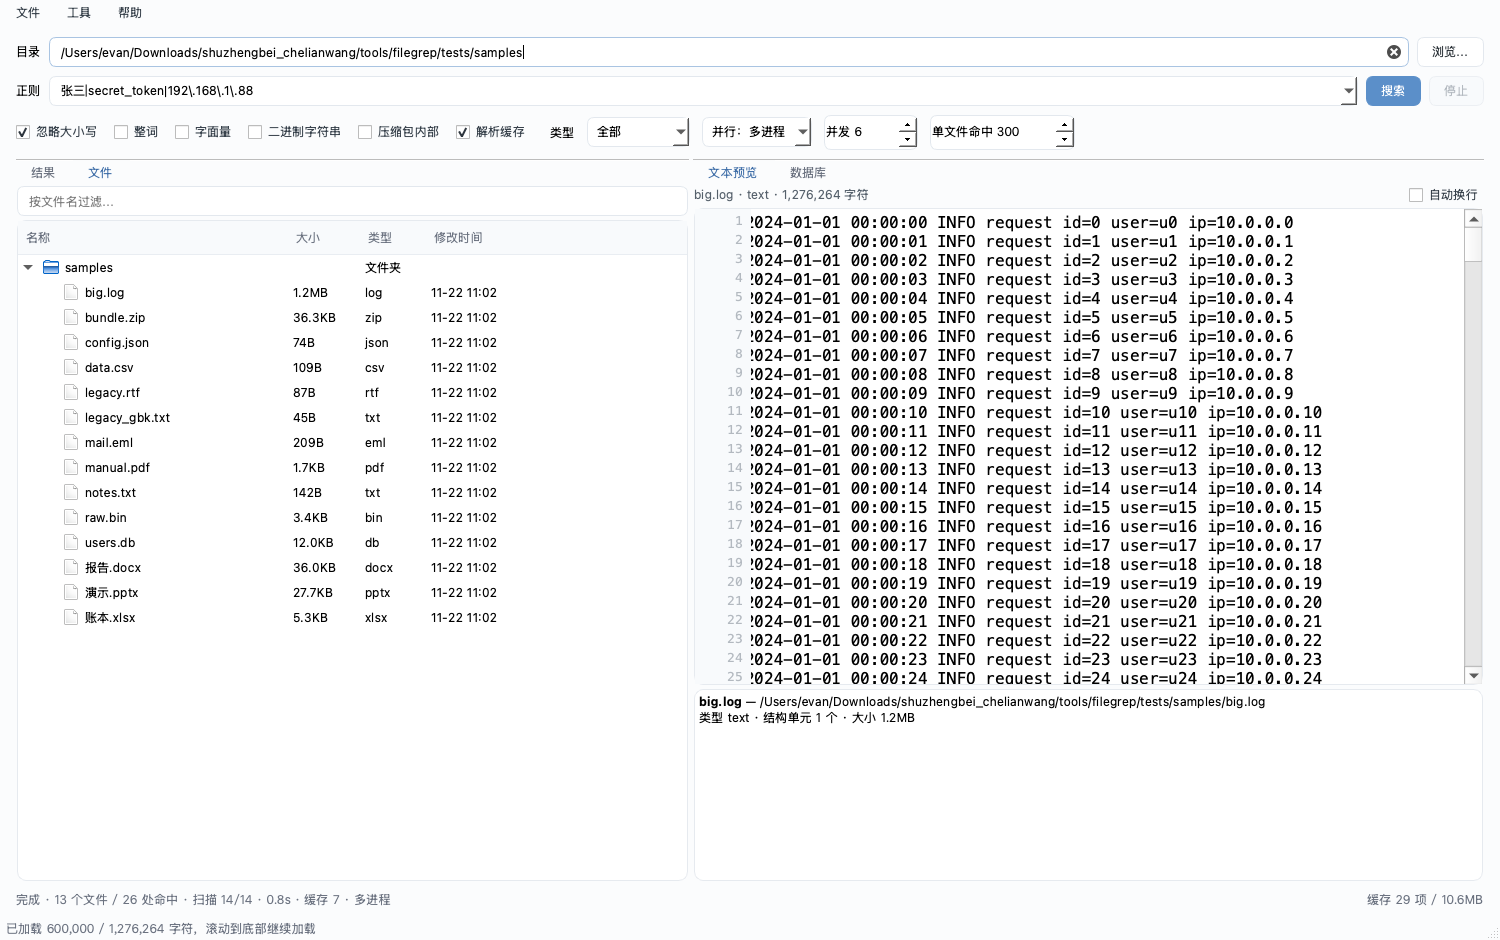 文件 工具 帮助
目录 /Users/evan/Downloads/shuzhengbei_chelianwang/tools/filegrep/tests/samples 浏览...
正则 张三|secret_token|192\.168\.1\.88 搜索 停止
忽略大小写 整词 字面量 二进制字符串 压缩包内部 解析缓存 类型 全部 并行：多进程 并发 6 单文件命中 300
结果 文件
按文件名过滤...
名称 大小 类型 修改时间
samples 文件夹
big.log 1.2MB log 11-22 11:02
bundle.zip 36.3KB zip 11-22 11:02
config.json 74B json 11-22 11:02
data.csv 109B csv 11-22 11:02
legacy.rtf 87B rtf 11-22 11:02
legacy_gbk.txt 45B txt 11-22 11:02
mail.eml 209B eml 11-22 11:02
manual.pdf 1.7KB pdf 11-22 11:02
notes.txt 142B txt 11-22 11:02
raw.bin 3.4KB bin 11-22 11:02
users.db 12.0KB db 11-22 11:02
报告.docx 36.0KB docx 11-22 11:02
演示.pptx 27.7KB pptx 11-22 11:02
账本.xlsx 5.3KB xlsx 11-22 11:02
文本预览 数据库
big.log · text · 1,276,264 字符 自动换行
1 2024-01-01 00:00:00 INFO request id=0 user=u0 ip=10.0.0.0
2 2024-01-01 00:00:01 INFO request id=1 user=u1 ip=10.0.0.1
3 2024-01-01 00:00:02 INFO request id=2 user=u2 ip=10.0.0.2
4 2024-01-01 00:00:03 INFO request id=3 user=u3 ip=10.0.0.3
5 2024-01-01 00:00:04 INFO request id=4 user=u4 ip=10.0.0.4
6 2024-01-01 00:00:05 INFO request id=5 user=u5 ip=10.0.0.5
7 2024-01-01 00:00:06 INFO request id=6 user=u6 ip=10.0.0.6
8 2024-01-01 00:00:07 INFO request id=7 user=u7 ip=10.0.0.7
9 2024-01-01 00:00:08 INFO request id=8 user=u8 ip=10.0.0.8
10 2024-01-01 00:00:09 INFO request id=9 user=u9 ip=10.0.0.9
11 2024-01-01 00:00:10 INFO request id=10 user=u10 ip=10.0.0.10
12 2024-01-01 00:00:11 INFO request id=11 user=u11 ip=10.0.0.11
13 2024-01-01 00:00:12 INFO request id=12 user=u12 ip=10.0.0.12
14 2024-01-01 00:00:13 INFO request id=13 user=u13 ip=10.0.0.13
15 2024-01-01 00:00:14 INFO request id=14 user=u14 ip=10.0.0.14
16 2024-01-01 00:00:15 INFO request id=15 user=u15 ip=10.0.0.15
17 2024-01-01 00:00:16 INFO request id=16 user=u16 ip=10.0.0.16
18 2024-01-01 00:00:17 INFO request id=17 user=u17 ip=10.0.0.17
19 2024-01-01 00:00:18 INFO request id=18 user=u18 ip=10.0.0.18
20 2024-01-01 00:00:19 INFO request id=19 user=u19 ip=10.0.0.19
21 2024-01-01 00:00:20 INFO request id=20 user=u20 ip=10.0.0.20
22 2024-01-01 00:00:21 INFO request id=21 user=u21 ip=10.0.0.21
23 2024-01-01 00:00:22 INFO request id=22 user=u22 ip=10.0.0.22
24 2024-01-01 00:00:23 INFO request id=23 user=u23 ip=10.0.0.23
25 2024-01-01 00:00:24 INFO request id=24 user=u24 ip=10.0.0.24
big.log — /Users/evan/Downloads/shuzhengbei_chelianwang/tools/filegrep/tests/samples/big.log
类型 text · 结构单元 1 个 · 大小 1.2MB
完成 · 13 个文件 / 26 处命中 · 扫描 14/14 · 0.8s · 缓存 7 · 多进程 缓存 29 项 / 10.6MB
已加载 600,000 / 1,276,264 字符，滚动到底部继续加载